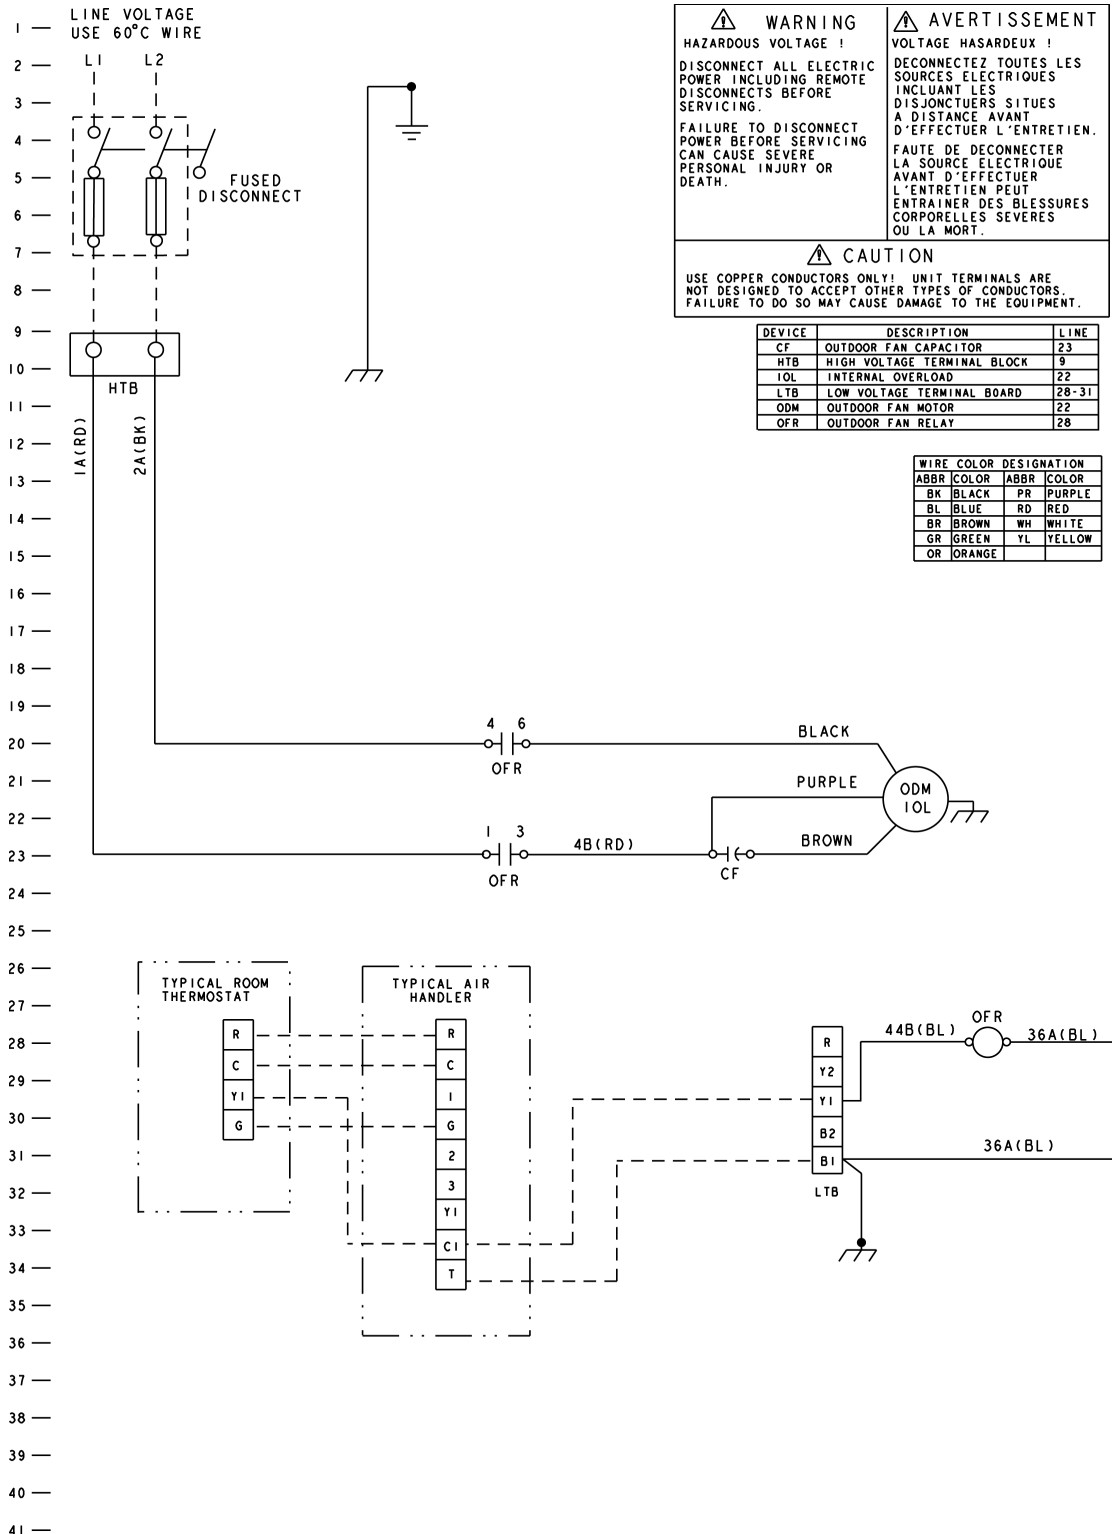 LINE VOLTAGE
USE 60°C WIRE
L1
L2
FUSED
DISCONNECT
HTB
1A(RD)
2A(BK)
WARNING
HAZARDOUS VOLTAGE !
DISCONNECT ALL ELECTRIC
POWER INCLUDING REMOTE
DISCONNECTS BEFORE
SERVICING.
FAILURE TO DISCONNECT
POWER BEFORE SERVICING
CAN CAUSE SEVERE
PERSONAL INJURY OR
DEATH.
AVERTISSEMENT
VOLTAGE HASARDEUX !
DECONNECTEZ TOUTES LES
SOURCES ELECTRIQUES
INCLUANT LES
DISJONCTUERS SITUES
A DISTANCE AVANT
D'EFFECTUER L'ENTRETIEN.
FAUTE DE DECONNECTER
LA SOURCE ELECTRIQUE
AVANT D'EFFECTUER
L'ENTRETIEN PEUT
ENTRAINER DES BLESSURES
CORPORELLES SEVERES
OU LA MORT.
CAUTION
USE COPPER CONDUCTORS ONLY! UNIT TERMINALS ARE
NOT DESIGNED TO ACCEPT OTHER TYPES OF CONDUCTORS.
FAILURE TO DO SO MAY CAUSE DAMAGE TO THE EQUIPMENT.
DEVICE DESCRIPTION LINE
CF OUTDOOR FAN CAPACITOR 23
HTB HIGH VOLTAGE TERMINAL BLOCK 9
IOL INTERNAL OVERLOAD 22
LTB LOW VOLTAGE TERMINAL BOARD 28-31
ODM OUTDOOR FAN MOTOR 22
OFR OUTDOOR FAN RELAY 28
WIRE COLOR DESIGNATION
ABBR COLOR ABBR COLOR
BK BLACK PR PURPLE
BL BLUE RD RED
BR BROWN WH WHITE
GR GREEN YL YELLOW
OR ORANGE
4 6
OFR
BLACK
PURPLE
ODM
IOL
1 3
OFR
4B(RD)
CF
BROWN
TYPICAL ROOM
THERMOSTAT
R
C
Y1
G
TYPICAL AIR
HANDLER
R
C
1
G
2
3
Y1
C1
T
R
Y2
Y1
B2
B1
LTB
44B(BL)
OFR
36A(BL)
36A(BL)
1
2
3
4
5
6
7
8
9
10
11
12
13
14
15
16
17
18
19
20
21
22
23
24
25
26
27
28
29
30
31
32
33
34
35
36
37
38
39
40
41